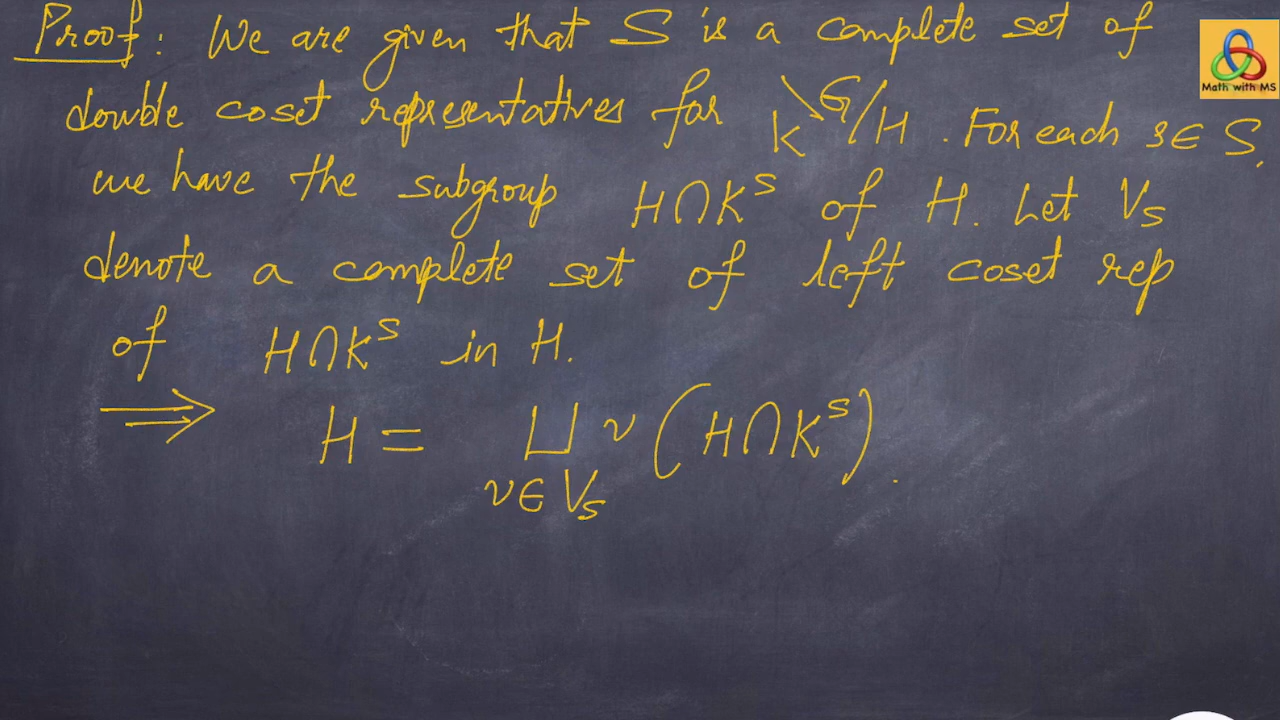 Proof: We are given that S is a complete set of
double coset representatives for K\G/H. For each s ∈ S,
we have the subgroup H∩K^s of H. Let V_s
denote a complete set of left coset rep
of H∩K^s in H.
⟹ H = ⊔_{v∈V_s} v (H∩K^s).
Math with MS